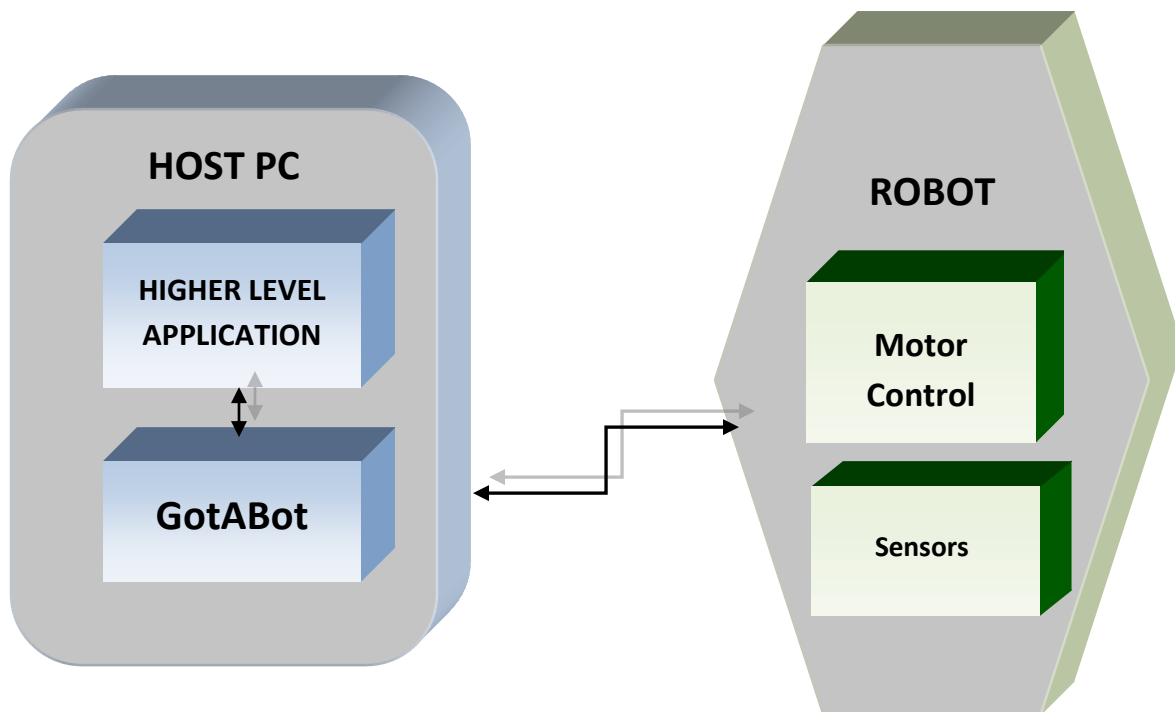 HOST PC
HIGHER LEVEL
APPLICATION
GotABot
ROBOT
Motor
Control
Sensors